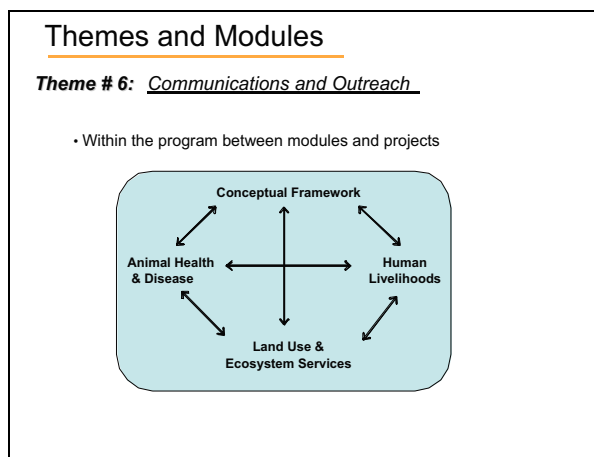 Themes and Modules
Theme # 6: Communications and Outreach
• Within the program between modules and projects
Conceptual Framework
Animal Health
& Disease
Human
Livelihoods
Land Use &
Ecosystem Services